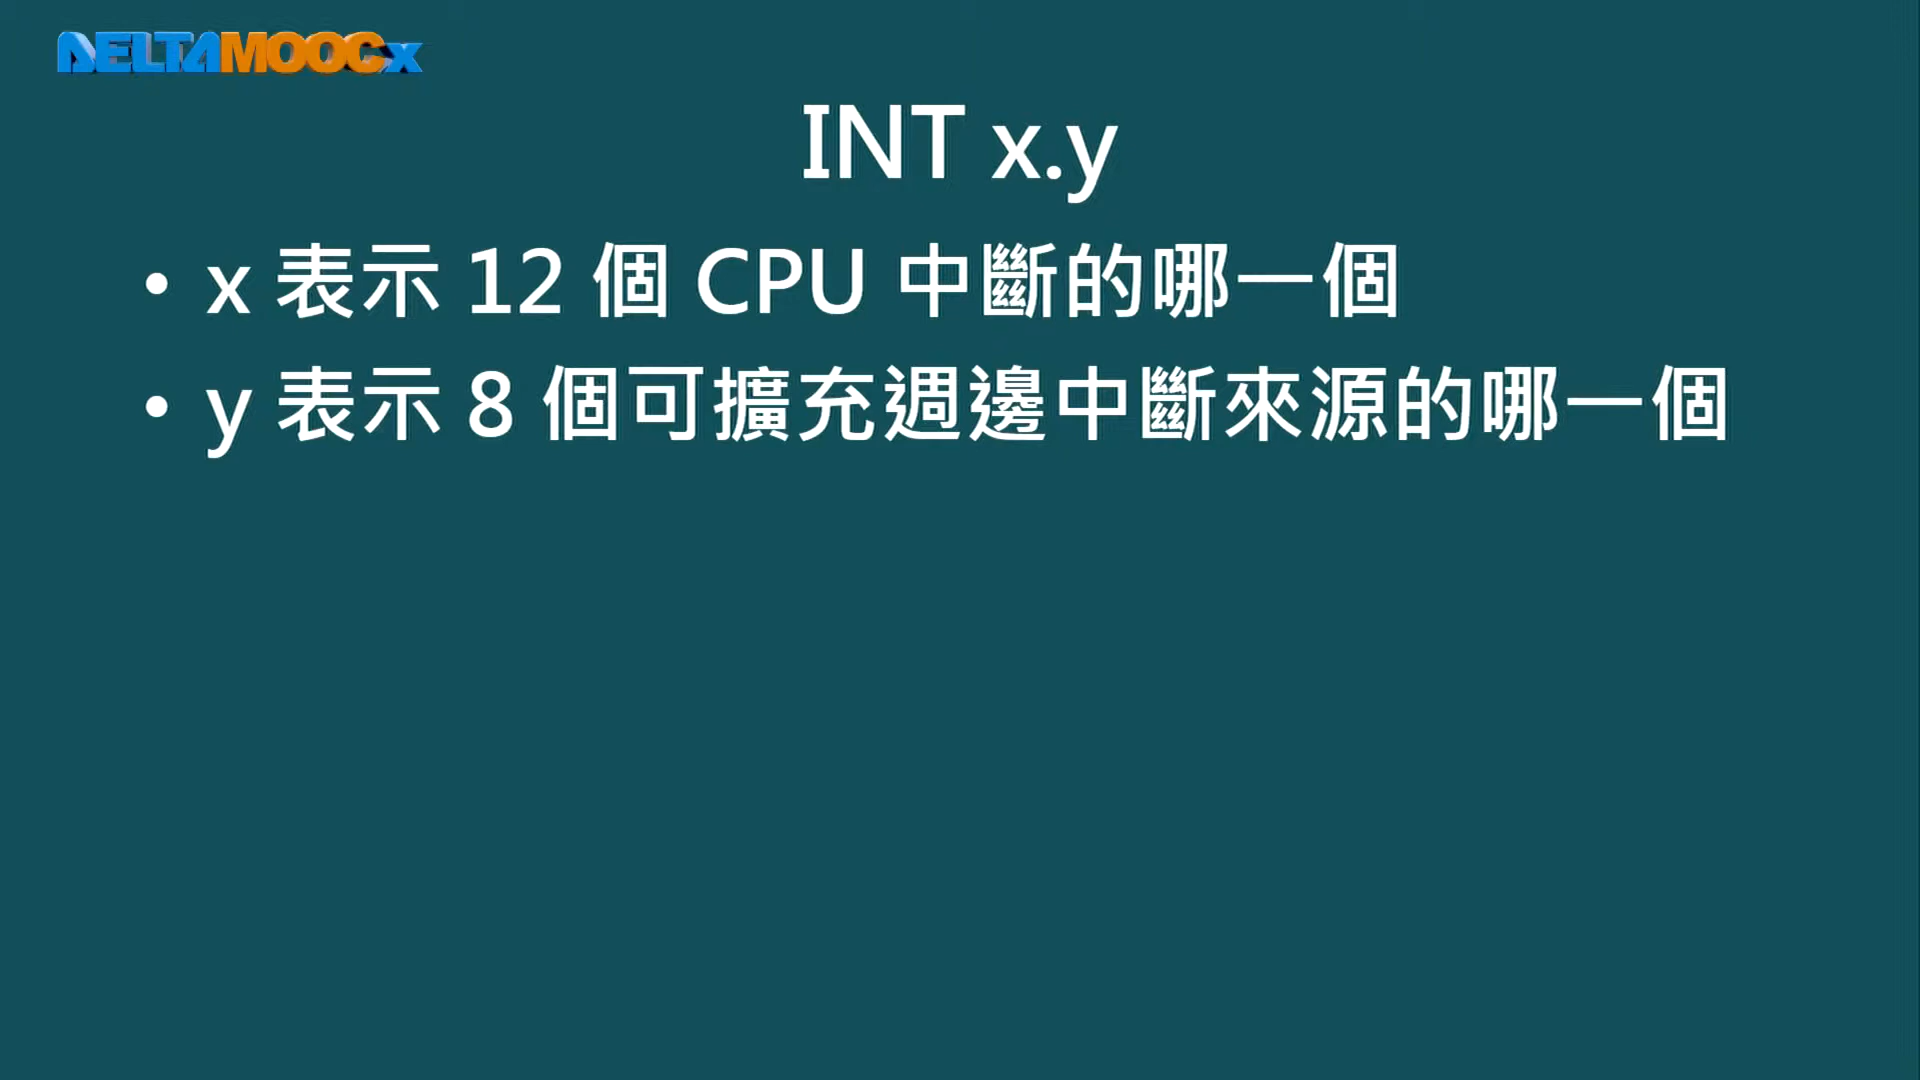 DELTAMOOCx
INT x.y
• x 表示 12 個 CPU 中斷的哪一個
• y 表示 8 個可擴充週邊中斷來源的哪一個